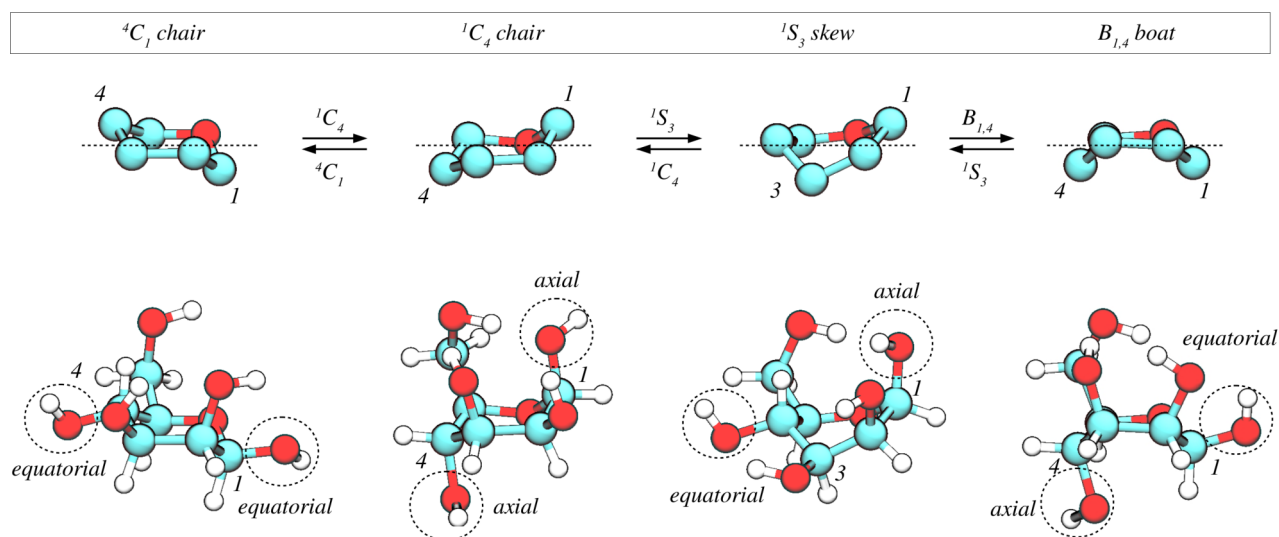 ⁴C₁ chair ¹C₄ chair ¹S₃ skew B₁,₄ boat
4 1 1
¹C₄ ¹S₃ B₁,₄
⁴C₁ ¹C₄ ¹S₃
1 4 3 4 1
axial axial
4 1 1 equatorial
equatorial 1 equatorial 4 axial equatorial 3 axial 4 1